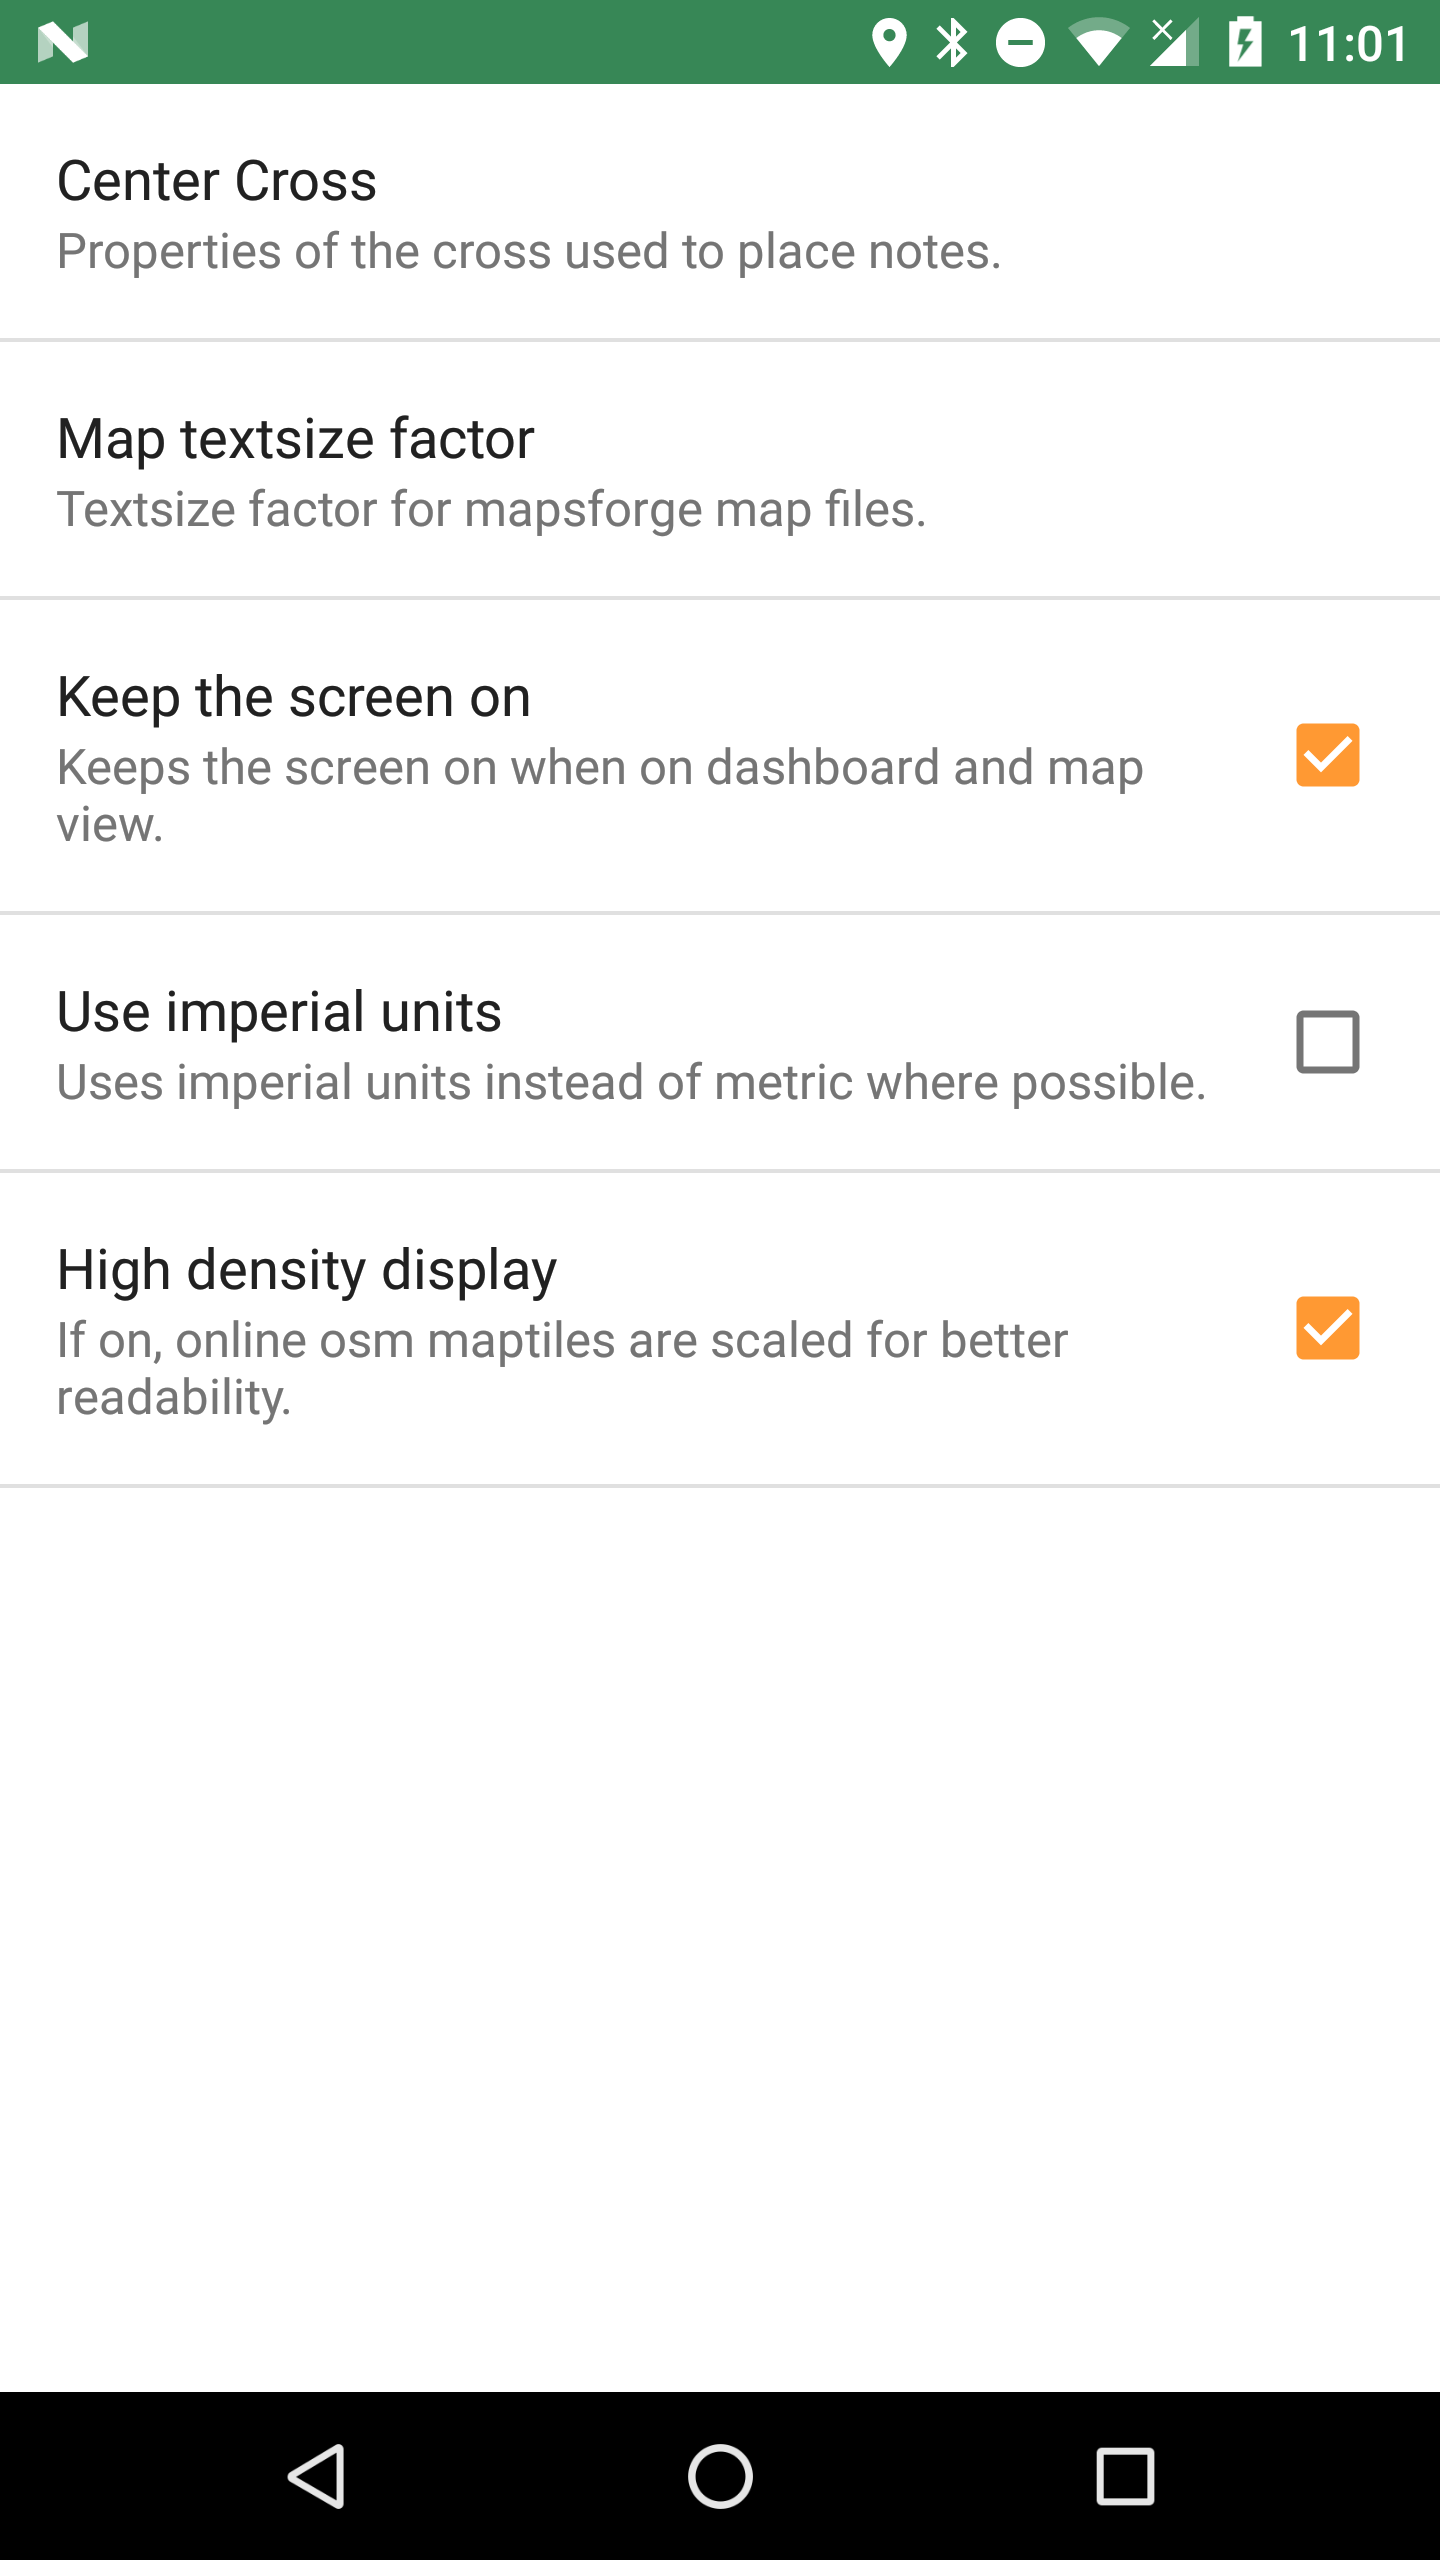 11:01
Center Cross
Properties of the cross used to place notes.
Map textsize factor
Textsize factor for mapsforge map files.
Keep the screen on
Keeps the screen on when on dashboard and map
view.
Use imperial units
Uses imperial units instead of metric where possible.
High density display
If on, online osm maptiles are scaled for better
readability.